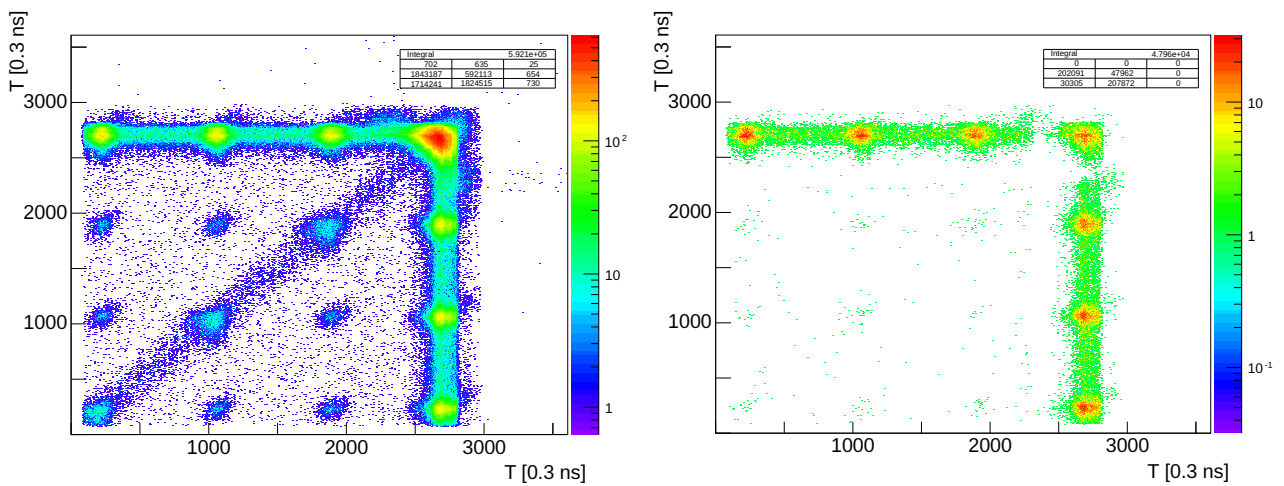 T [0.3 ns]
Integral 5.921e+05
702 635 25
1843187 592113 654
1714241 1824515 730
3000
2000
1000
1000 2000 3000
T [0.3 ns]
10²
10
1
T [0.3 ns]
Integral 4.796e+04
0 0 0
202091 47962 0
30305 207872 0
3000
2000
1000
1000 2000 3000
T [0.3 ns]
10
1
10⁻¹